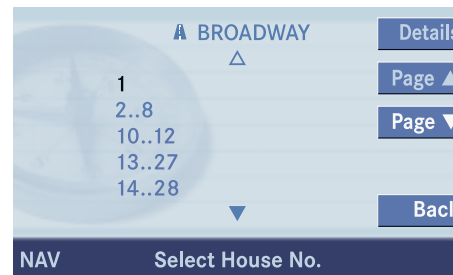 BROADWAY
Details
1
Page
2..8
10..12
Page
13..27
14..28
Back
NAV
Select House No.